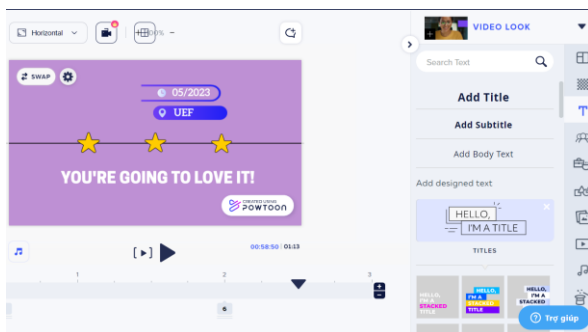 Horizontal
VIDEO LOOK
Search Text
SWAP
05/2023
UEF
Add Title
Add Subtitle
Add Body Text
YOU'RE GOING TO LOVE IT!
CREATED USING
POWTOON
Add designed text
HELLO,
I'M A TITLE
TITLES
00:58:50 01:13
1
2
3
6
HELLO,
I'M A
STACKED
TITLE
HELLO,
I'M A
STACKED
TITLE
HELLO,
I'M A
STACKED
Trợ giúp